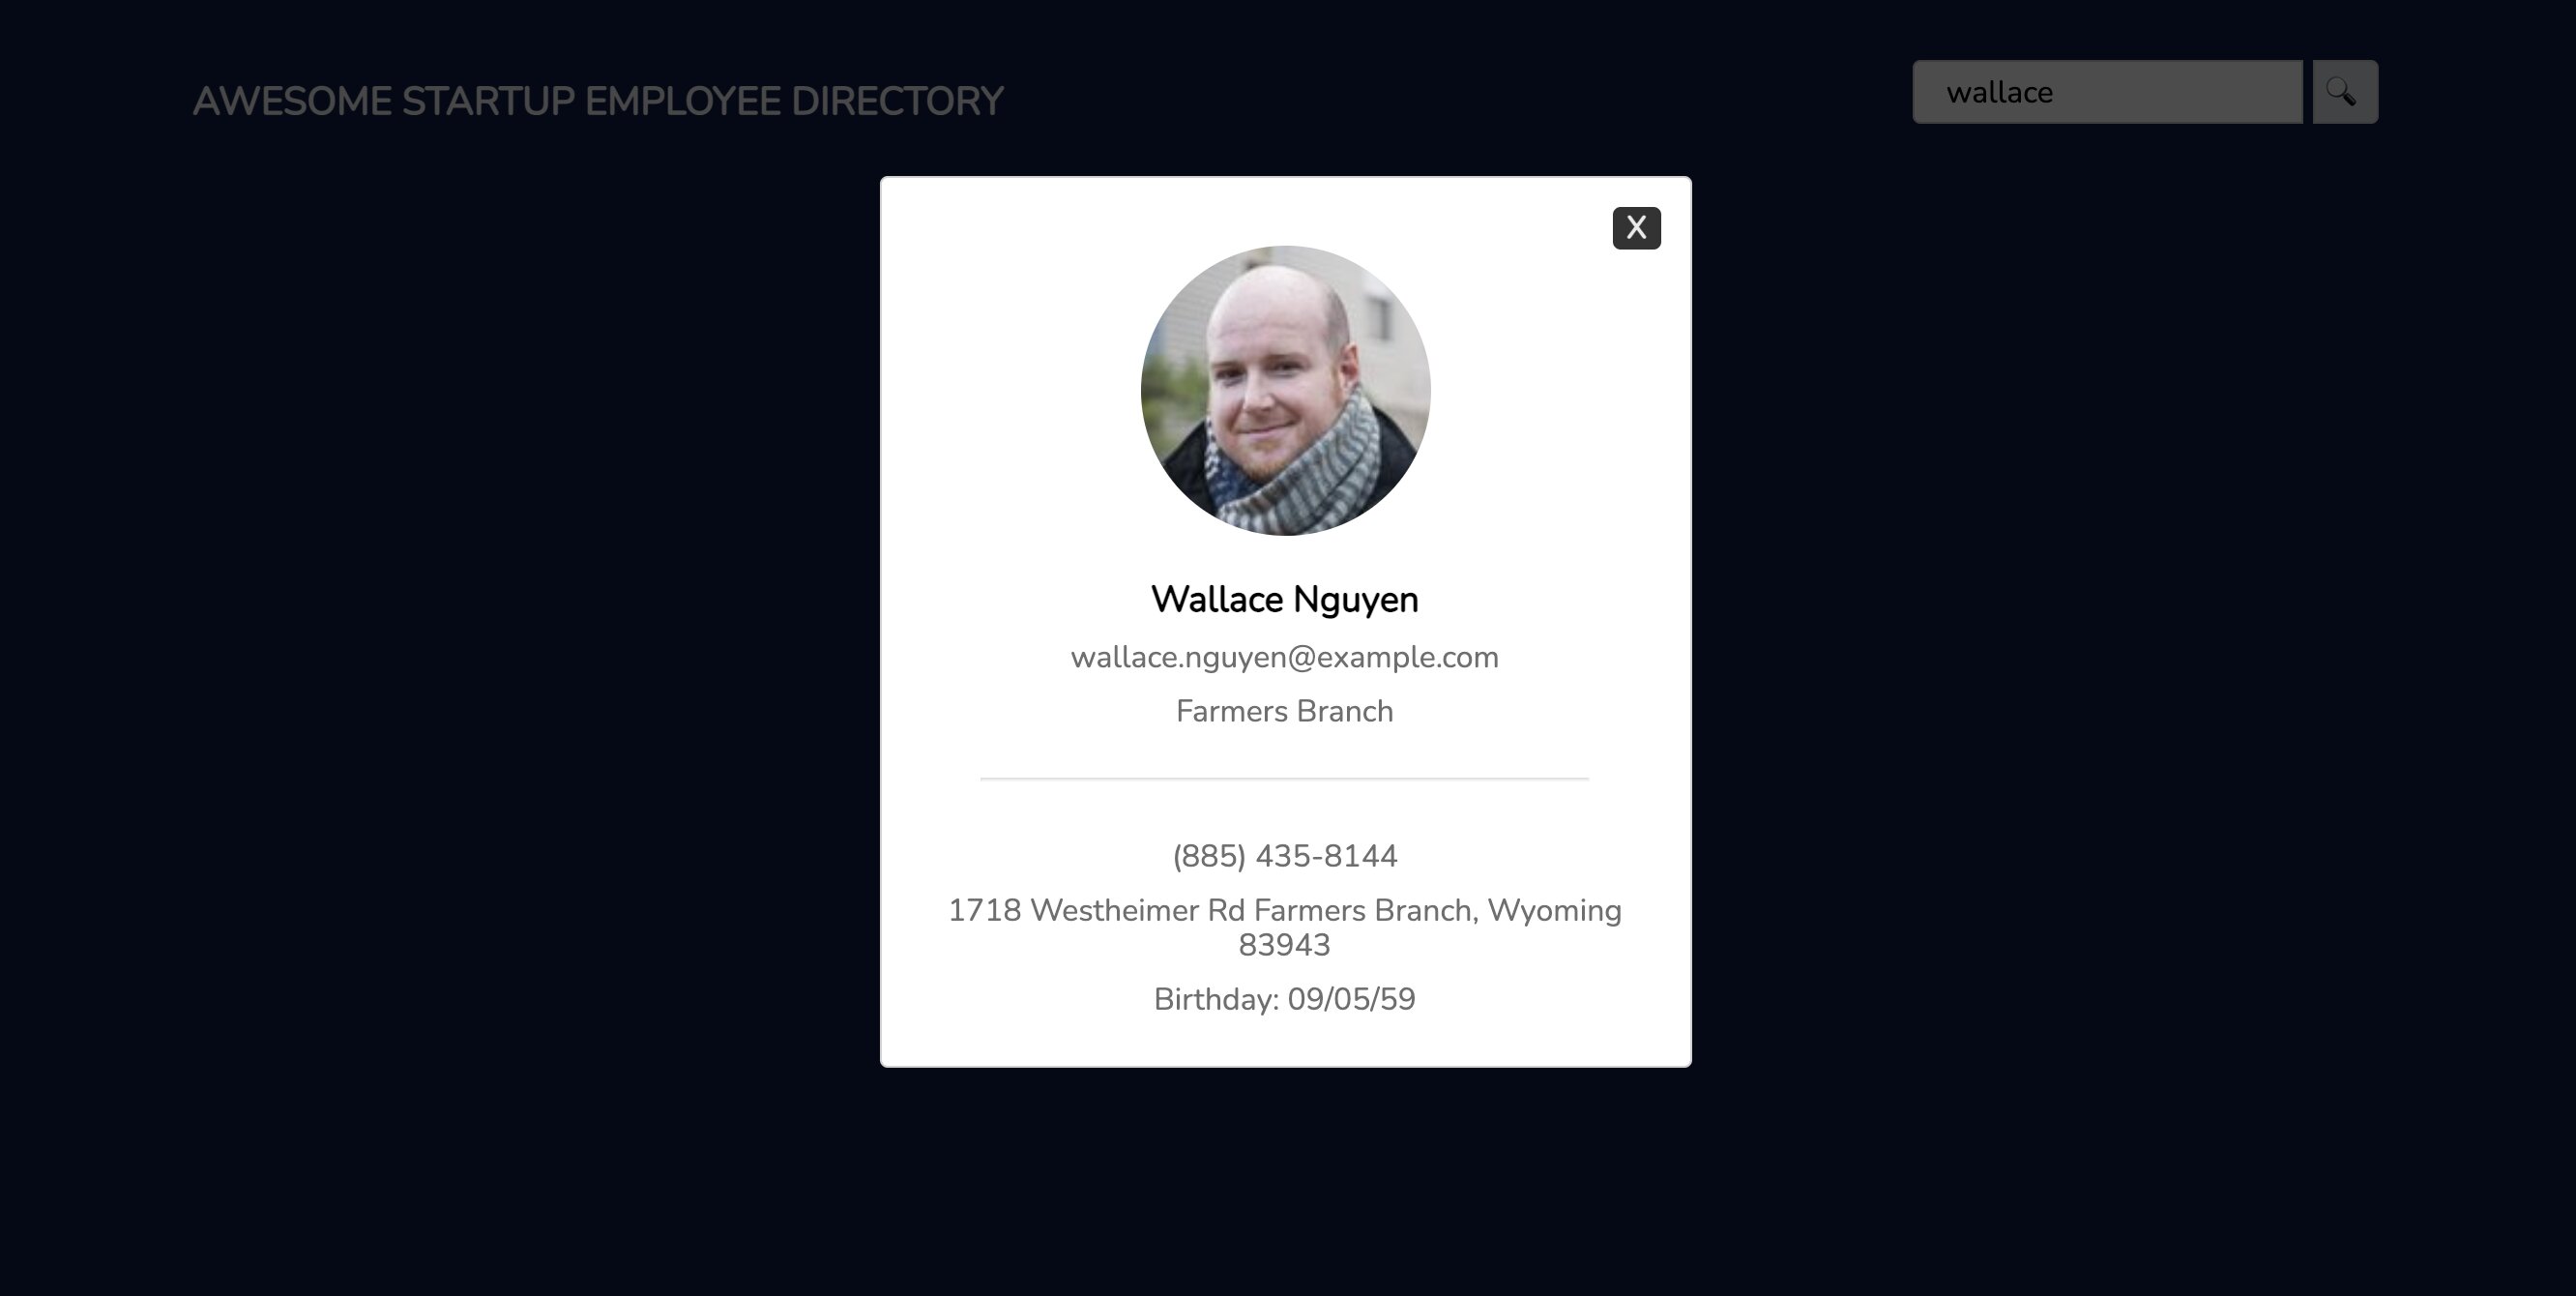 AWESOME STARTUP EMPLOYEE DIRECTORY
wallace
X
Wallace Nguyen
wallace.nguyen@example.com
Farmers Branch
(885) 435-8144
1718 Westheimer Rd Farmers Branch, Wyoming
83943
Birthday: 09/05/59